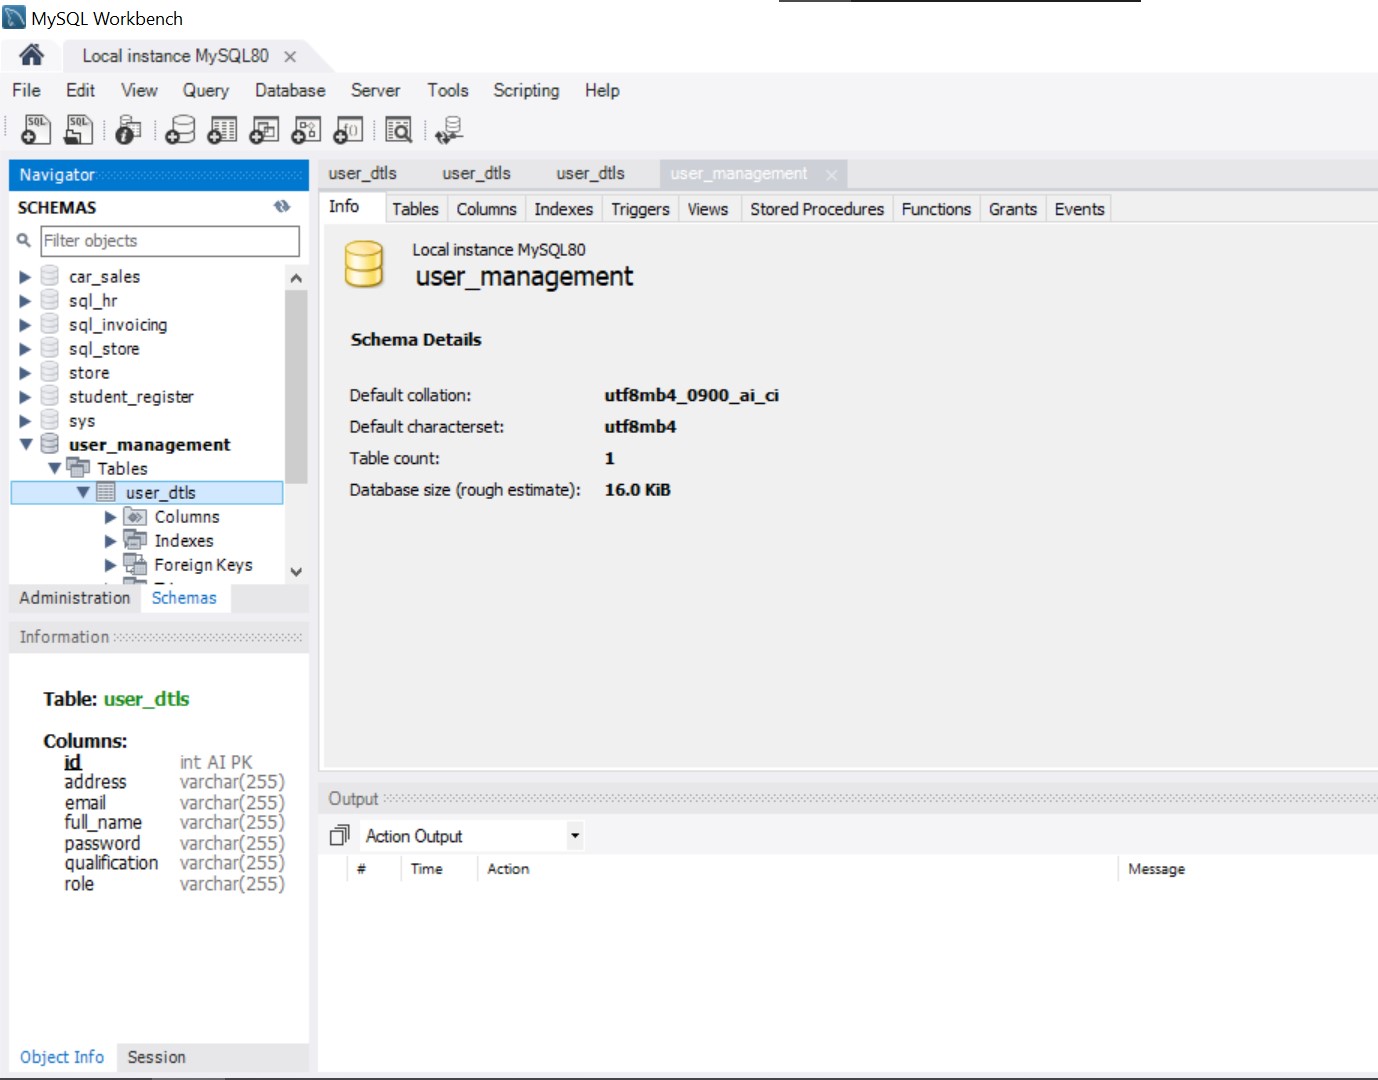 MySQL Workbench
Local instance MySQL80
File Edit View Query Database Server Tools Scripting Help
SQL SQL
Navigator
SCHEMAS
Filter objects
car_sales
sql_hr
sql_invoicing
sql_store
store
student_register
sys
user_management
Tables
user_dtls
Columns
Indexes
Foreign Keys
Administration Schemas
Information
Table: user_dtls
Columns:
id int AI PK
address varchar(255)
email varchar(255)
full_name varchar(255)
password varchar(255)
qualification varchar(255)
role varchar(255)
Object Info Session
user_dtls user_dtls user_dtls user_management
Info Tables Columns Indexes Triggers Views Stored Procedures Functions Grants Events
Local instance MySQL80
user_management
Schema Details
Default collation: utf8mb4_0900_ai_ci
Default characterset: utf8mb4
Table count: 1
Database size (rough estimate): 16.0 KiB
Output
Action Output
# Time Action Message